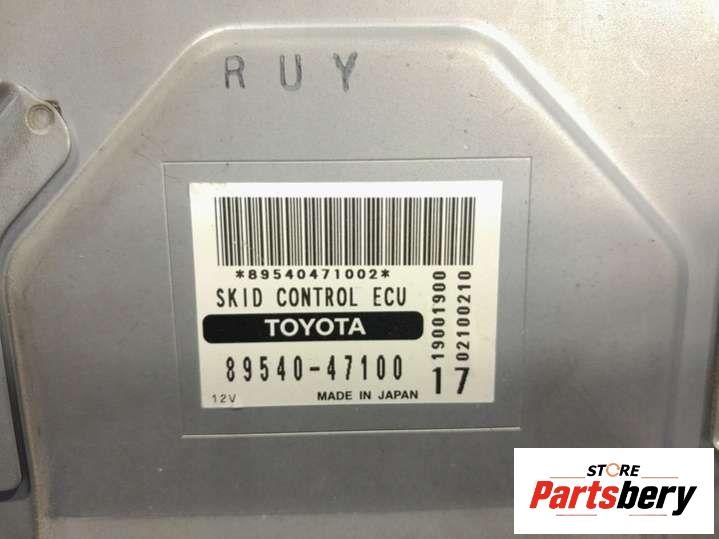 RUY
*89540471002*
SKID CONTROL ECU
TOYOTA
89540-47100
12V
MADE IN JAPAN
17
19001900
02100210
STORE
Partsbery